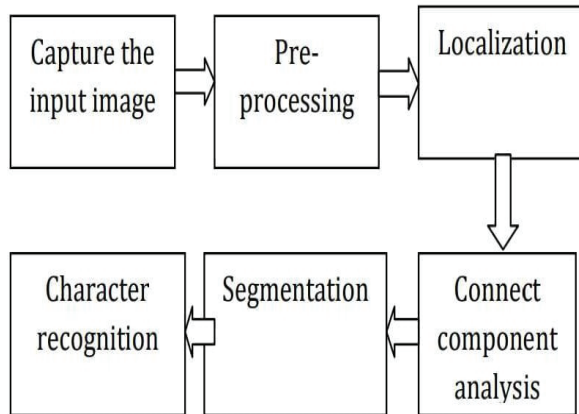 Capture the
input image
Pre-
processing
Localization
Connect
component
analysis
Segmentation
Character
recognition